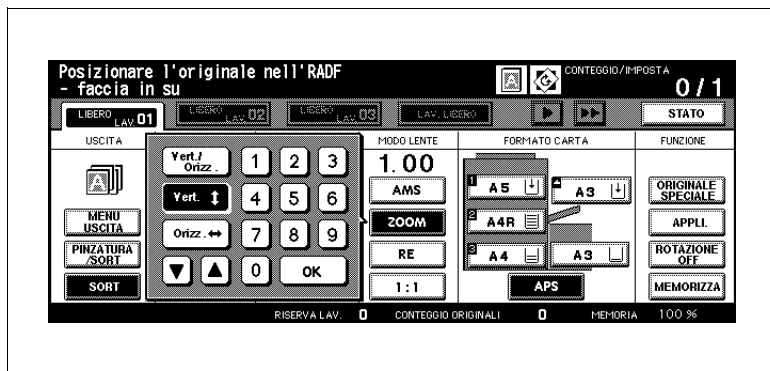 Posizionare l'originale nell'RADF
- faccia in su
CONTEGGIO/IMPOSTA
0/1
LIBERO LAV. 01
LIBERO LAV. 02
LIBERO LAV. 03
LAV. LIBERO
STATO
USCITA
MENU
USCITA
PINZATURA
/SORT
SORT
Vert./
Orizz.
1 2 3
Vert.
4 5 6
Orizz.
7 8 9
0 OK
MODO LENTE
1.00
AMS
ZOOM
RE
1:1
FORMATO CARTA
1 A5
4 A3
2 A4R
3 A4
A3
APS
FUNZIONE
ORIGINALE
SPECIALE
APPLI.
ROTAZIONE
OFF
MEMORIZZA
RISERVA LAV. 0 CONTEGGIO ORIGINALI 0 MEMORIA 100 %